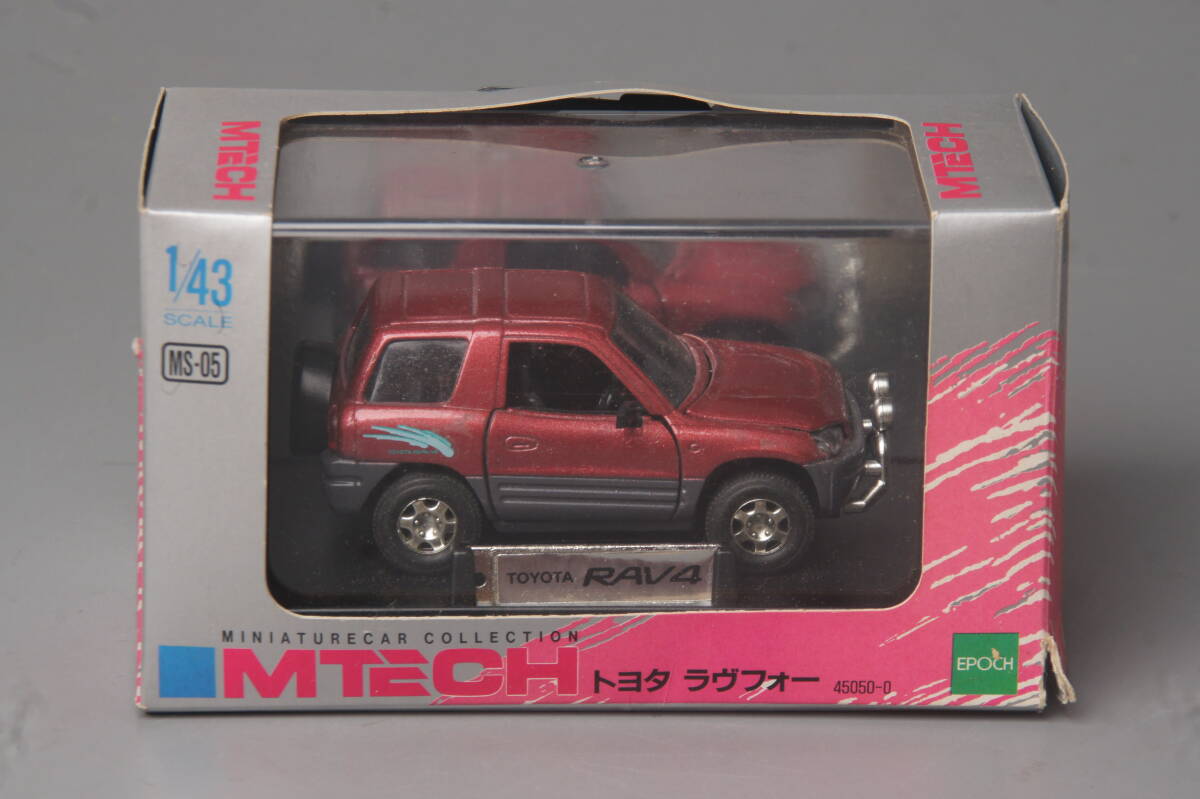 MTECH
MTECH
1/43
SCALE
MS-05
TOYOTA RAV4
MINIATURECAR COLLECTION
MTECH トヨタ ラヴフォー 45050-0
EPOCH